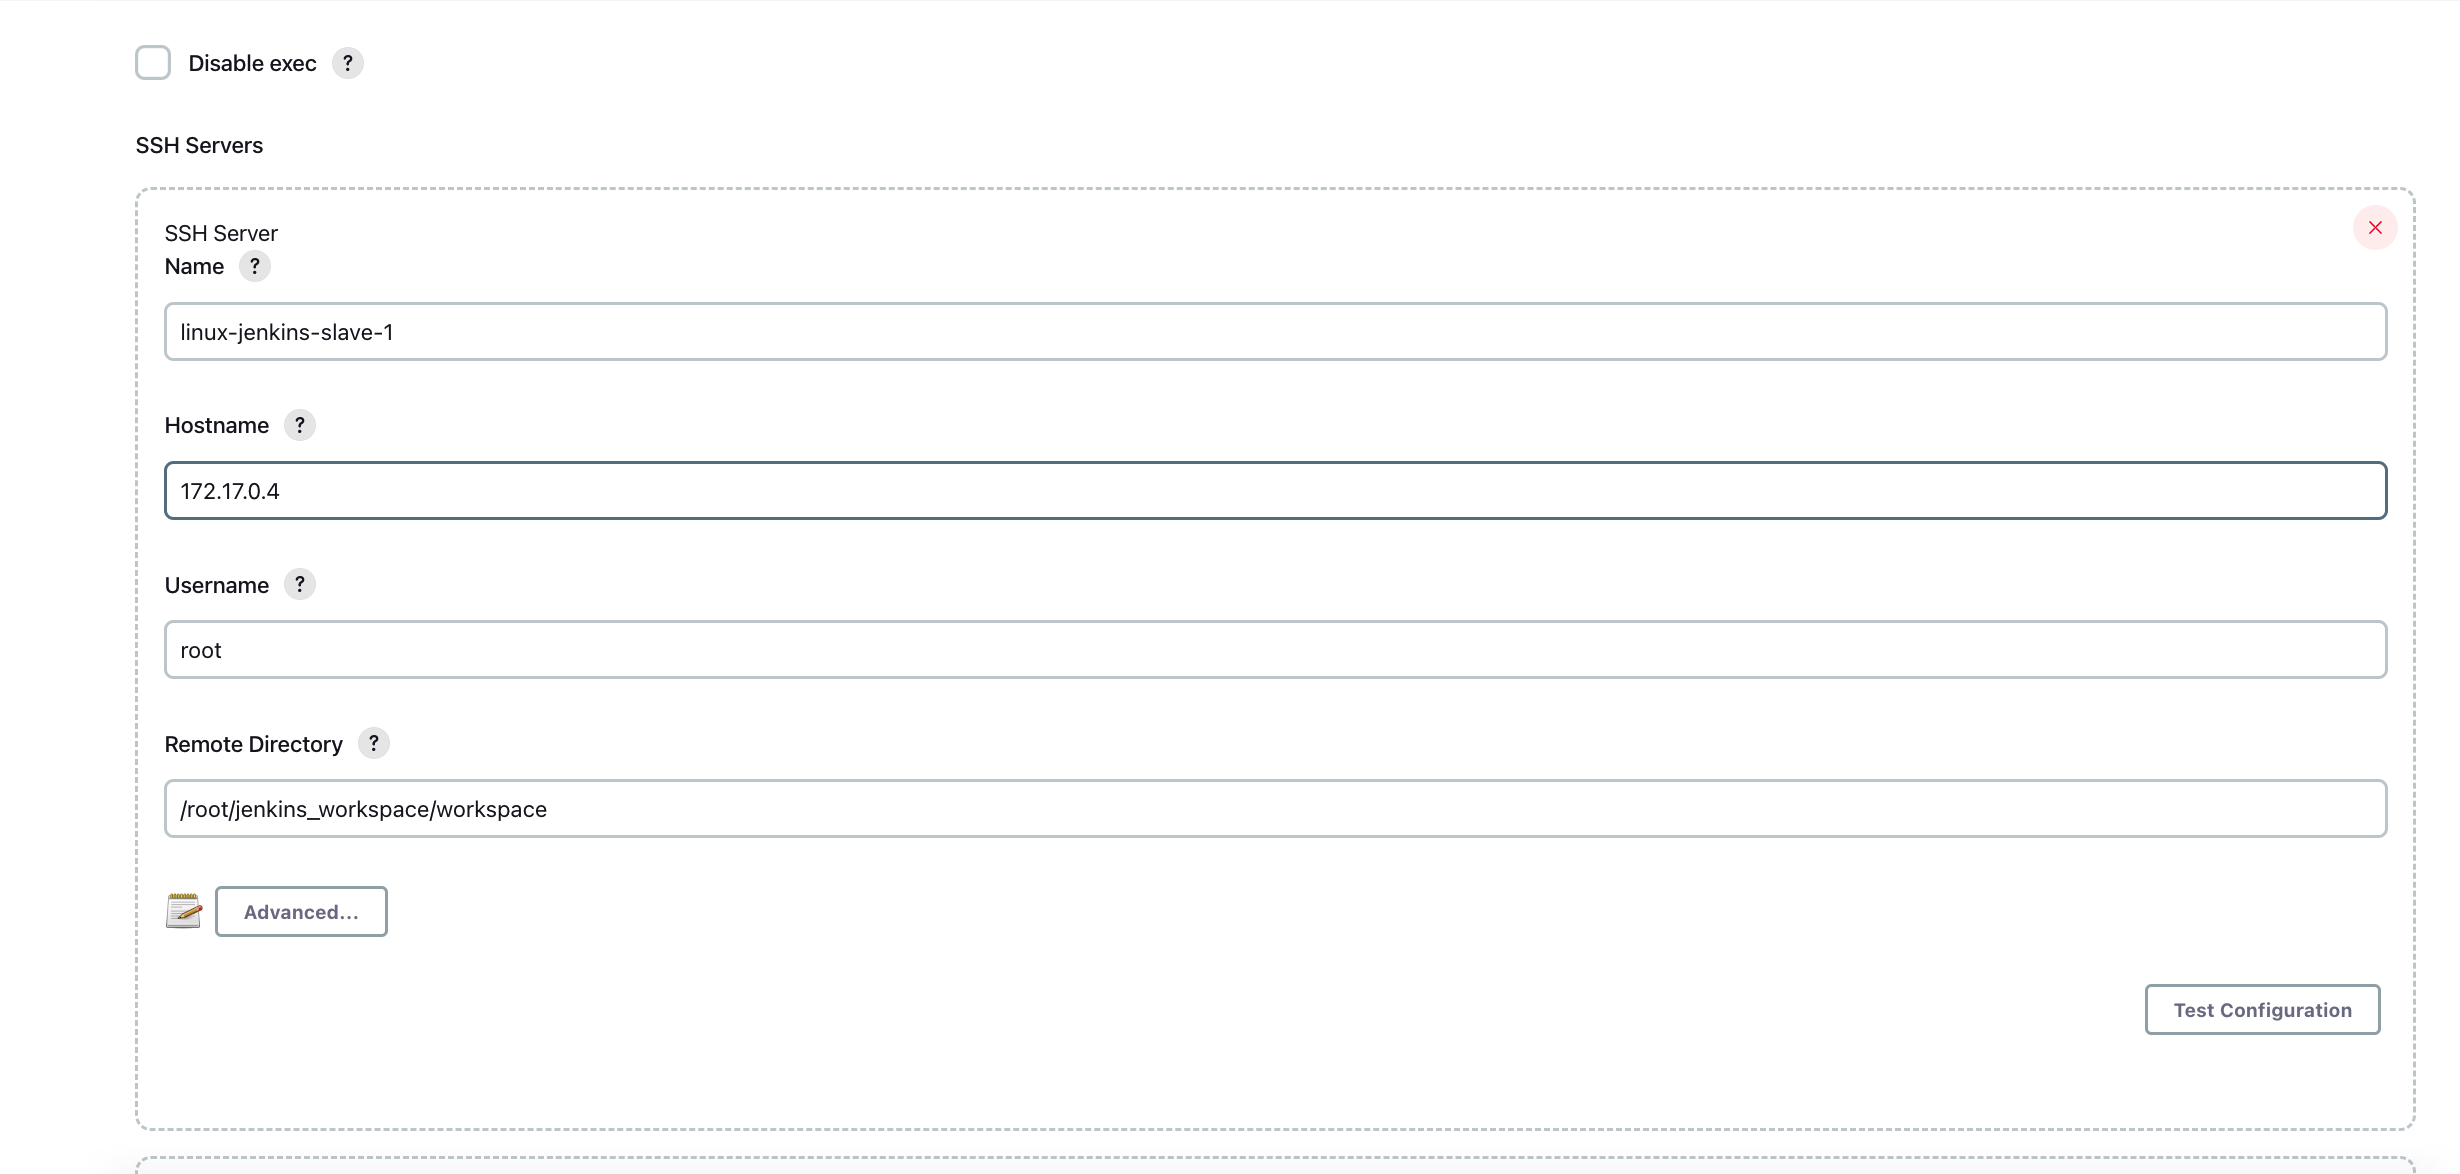 Disable exec ?
SSH Servers
SSH Server
Name ?
linux-jenkins-slave-1
Hostname ?
172.17.0.4
Username ?
root
Remote Directory ?
/root/jenkins_workspace/workspace
Advanced...
Test Configuration